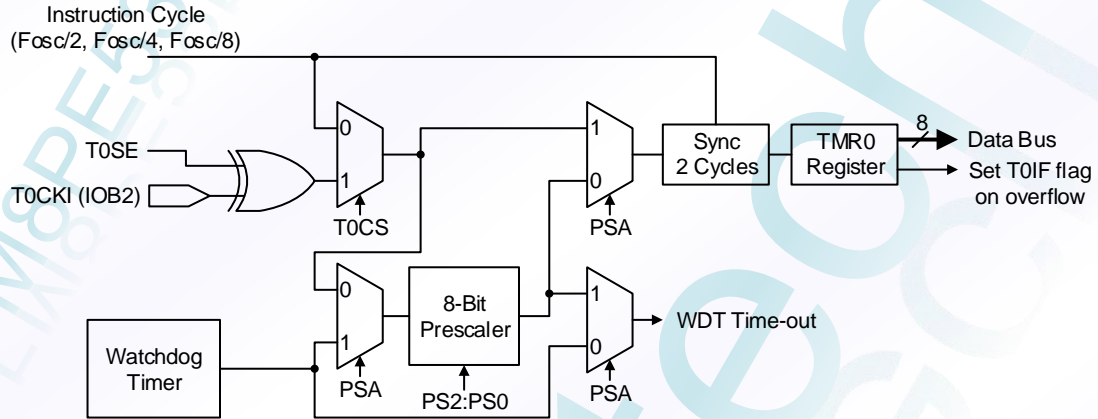 Instruction Cycle
(Fosc/2, Fosc/4, Fosc/8)
0
1
T0SE
T0CKI (IOB2)
T0CS
1
0
PSA
Sync
2 Cycles
TMR0
Register
8
Data Bus
Set T0IF flag
on overflow
0
1
PSA
8-Bit
Prescaler
PS2:PS0
1
0
PSA
WDT Time-out
Watchdog
Timer